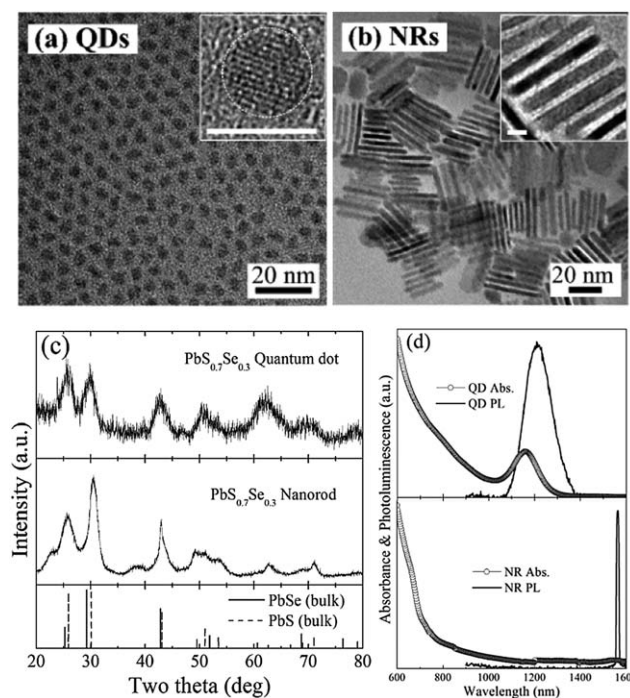 (a) QDs
20 nm
(b) NRs
20 nm
(c)
PbS0.7Se0.3 Quantum dot
PbS0.7Se0.3 Nanorod
PbSe (bulk)
PbS (bulk)
Intensity (a.u.)
20 30 40 50 60 70 80
Two theta (deg)
(d)
QD Abs.
QD PL
NR Abs.
NR PL
Absorbance & Photoluminescence (a.u.)
600 800 1000 1200 1400 1600
Wavelength (nm)